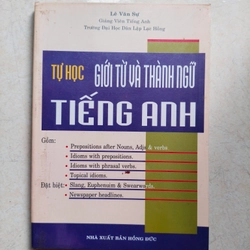 Lê Văn Sự
Giảng Viên Tiếng Anh
Trường Đại Học Dân Lập Lạc Hồng
TỰ HỌC GIỚI TỪ VÀ THÀNH NGỮ
TIẾNG ANH
Gồm:
• Prepositions after Nouns, Adjs & verbs.
• Idioms with prepositions.
• Idioms with phrasal verbs.
• Topical idioms.
Đặc biệt: • Slang, Euphemism & Swearwords.
• Newspaper headlines.
NHÀ XUẤT BẢN HỒNG ĐỨC